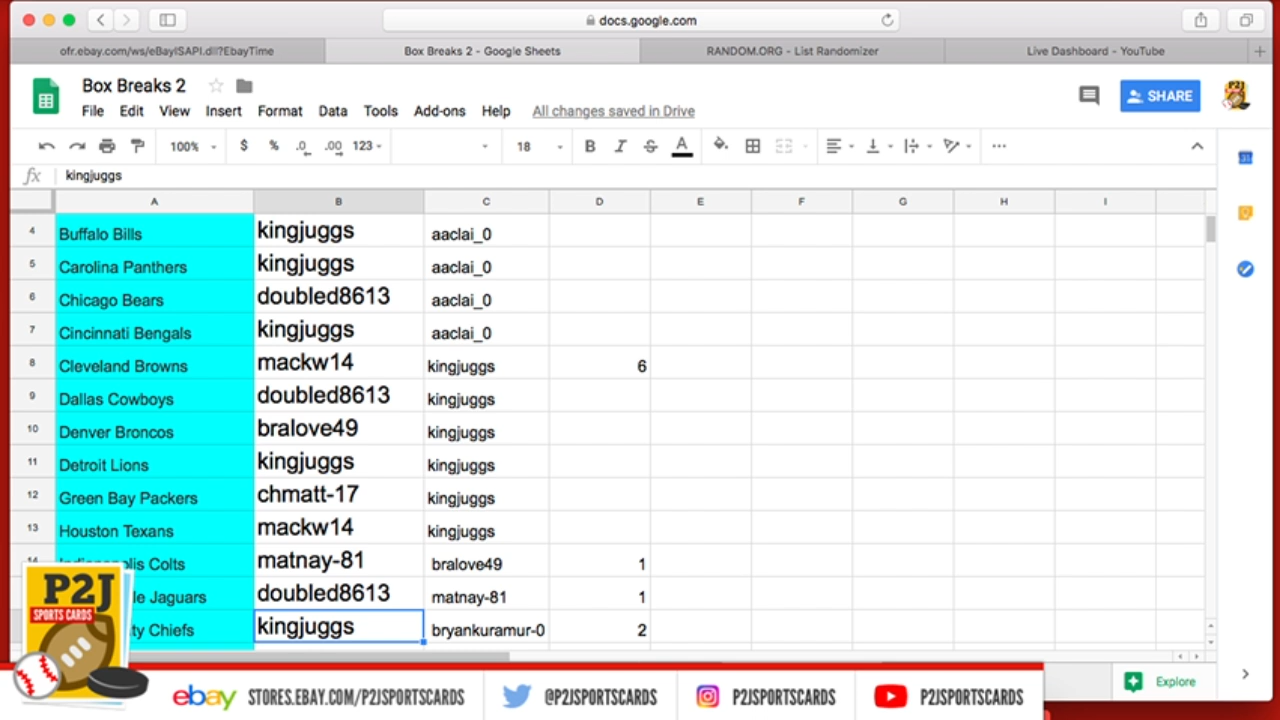 docs.google.com
ofr.ebay.com/ws/eBayISAPI.dll?EbayTime
Box Breaks 2 - Google Sheets
RANDOM.ORG - List Randomizer
Live Dashboard - YouTube
Box Breaks 2
File Edit View Insert Format Data Tools Add-ons Help All changes saved in Drive
SHARE
100% $ % .0 .00 123 18 B I S A
fx kingjuggs
A B C D E F G H I
4 Buffalo Bills kingjuggs aaclai_0
5 Carolina Panthers kingjuggs aaclai_0
6 Chicago Bears doubled8613 aaclai_0
7 Cincinnati Bengals kingjuggs aaclai_0
8 Cleveland Browns mackw14 kingjuggs 6
9 Dallas Cowboys doubled8613 kingjuggs
10 Denver Broncos bralove49 kingjuggs
11 Detroit Lions kingjuggs kingjuggs
12 Green Bay Packers chmatt-17 kingjuggs
13 Houston Texans mackw14 kingjuggs
Colts matnay-81 bralove49 1
le Jaguars doubled8613 matnay-81 1
ty Chiefs kingjuggs bryankuramur-0 2
P2J
SPORTS CARDS
Explore
ebay STORES.EBAY.COM/P2JSPORTSCARDS @P2JSPORTSCARDS P2JSPORTSCARDS P2JSPORTSCARDS